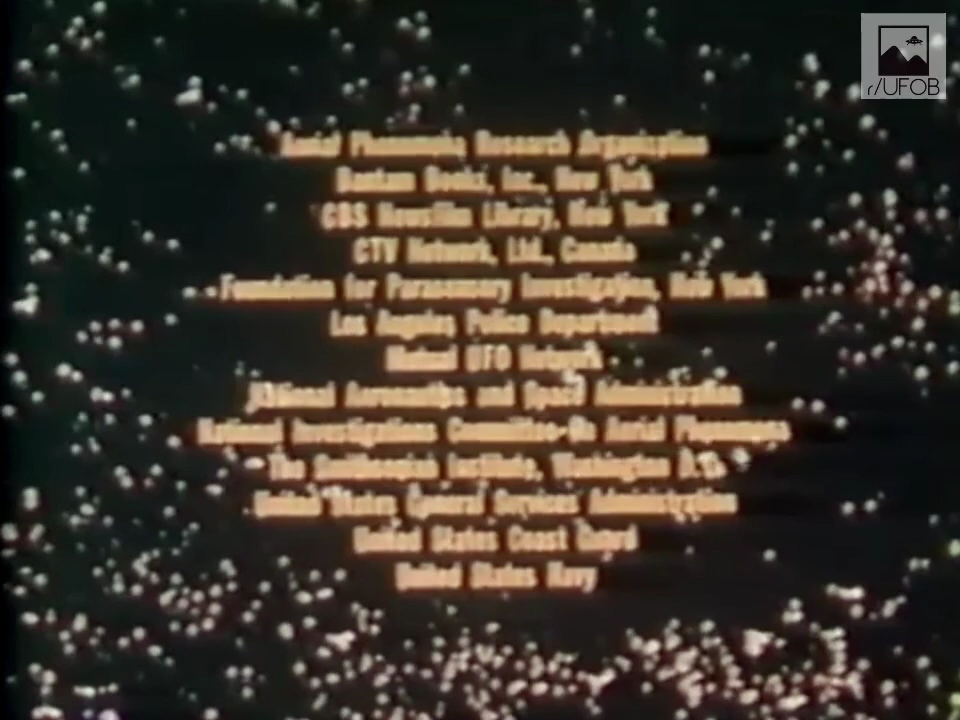 r/UFOB
Aerial Phenomena Research Organization
Bantam Books, Inc., New York
CBS Newsfilm Library, New York
CTV Network, Ltd., Canada
Foundation for Paranormal Investigation, New York
Los Angeles Police Department
Mutual UFO Network
National Aeronautics and Space Administration
National Investigations Committee On Aerial Phenomena
The Smithsonian Institute, Washington D.C.
United States General Services Administration
United States Coast Guard
United States Navy